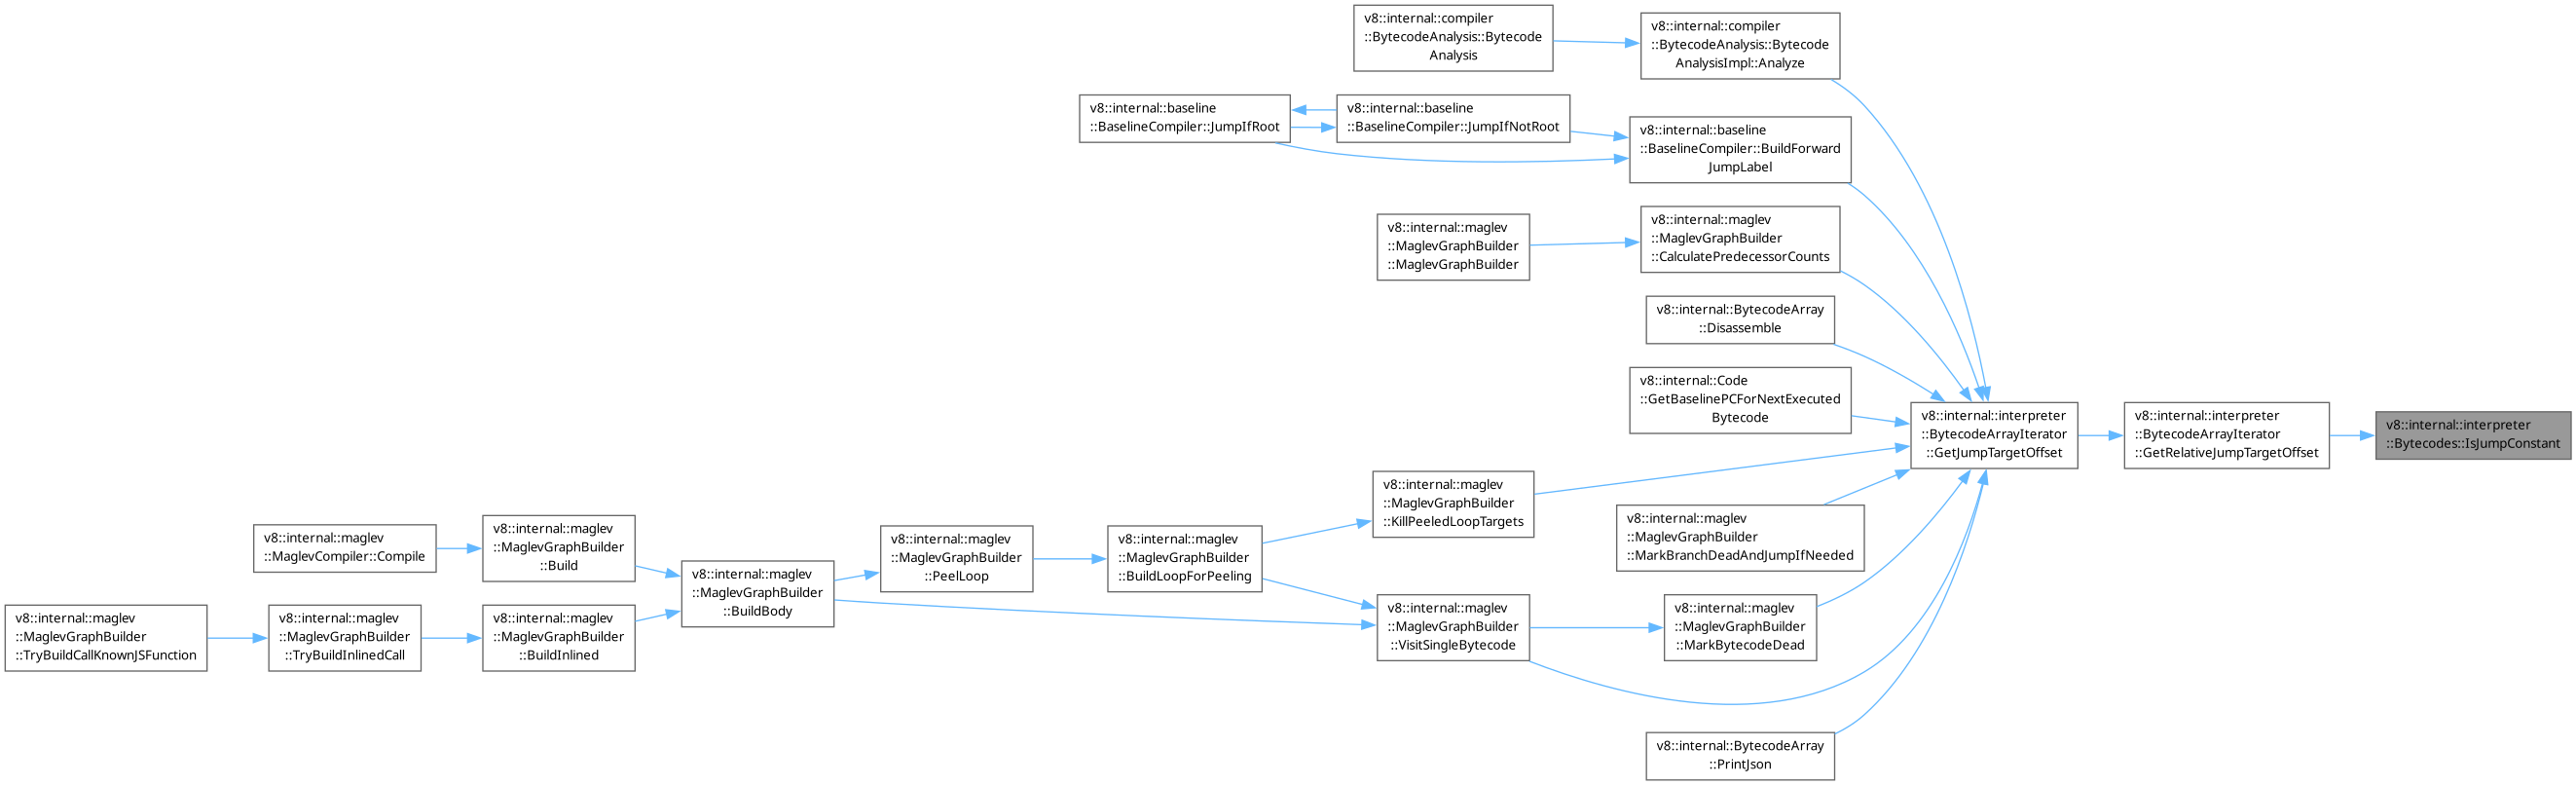 v8::internal::compiler
::BytecodeAnalysis::Bytecode
Analysis
v8::internal::compiler
::BytecodeAnalysis::Bytecode
AnalysisImpl::Analyze
v8::internal::baseline
::BaselineCompiler::JumpIfRoot
v8::internal::baseline
::BaselineCompiler::JumpIfNotRoot
v8::internal::baseline
::BaselineCompiler::BuildForward
JumpLabel
v8::internal::maglev
::MaglevGraphBuilder
::MaglevGraphBuilder
v8::internal::maglev
::MaglevGraphBuilder
::CalculatePredecessorCounts
v8::internal::BytecodeArray
::Disassemble
v8::internal::Code
::GetBaselinePCForNextExecuted
Bytecode
v8::internal::interpreter
::BytecodeArrayIterator
::GetJumpTargetOffset
v8::internal::interpreter
::BytecodeArrayIterator
::GetRelativeJumpTargetOffset
v8::internal::interpreter
::Bytecodes::IsJumpConstant
v8::internal::maglev
::MaglevGraphBuilder
::KillPeeledLoopTargets
v8::internal::maglev
::MaglevGraphBuilder
::MarkBranchDeadAndJumpIfNeeded
v8::internal::maglev
::MaglevCompiler::Compile
v8::internal::maglev
::MaglevGraphBuilder
::Build
v8::internal::maglev
::MaglevGraphBuilder
::BuildBody
v8::internal::maglev
::MaglevGraphBuilder
::PeelLoop
v8::internal::maglev
::MaglevGraphBuilder
::BuildLoopForPeeling
v8::internal::maglev
::MaglevGraphBuilder
::TryBuildCallKnownJSFunction
v8::internal::maglev
::MaglevGraphBuilder
::TryBuildInlinedCall
v8::internal::maglev
::MaglevGraphBuilder
::BuildInlined
v8::internal::maglev
::MaglevGraphBuilder
::VisitSingleBytecode
v8::internal::maglev
::MaglevGraphBuilder
::MarkBytecodeDead
v8::internal::BytecodeArray
::PrintJson